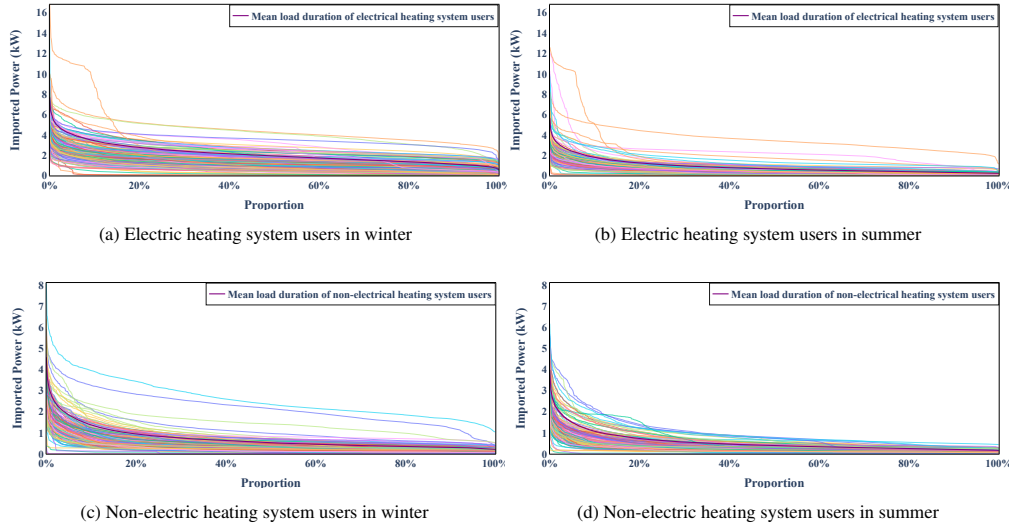 Mean load duration of electrical heating system users
Imported Power (kW)
16
14
12
10
8
6
4
2
0
0% 20% 40% 60% 80% 100%
Proportion
(a) Electric heating system users in winter
Mean load duration of electrical heating system users
Imported Power (kW)
16
14
12
10
8
6
4
2
0
0% 20% 40% 60% 80% 100%
Proportion
(b) Electric heating system users in summer
Mean load duration of non-electrical heating system users
Imported Power (kW)
8
7
6
5
4
3
2
1
0
0% 20% 40% 60% 80% 100%
Proportion
(c) Non-electric heating system users in winter
Mean load duration of non-electrical heating system users
Imported Power (kW)
8
7
6
5
4
3
2
1
0
0% 20% 40% 60% 80% 100%
Proportion
(d) Non-electric heating system users in summer